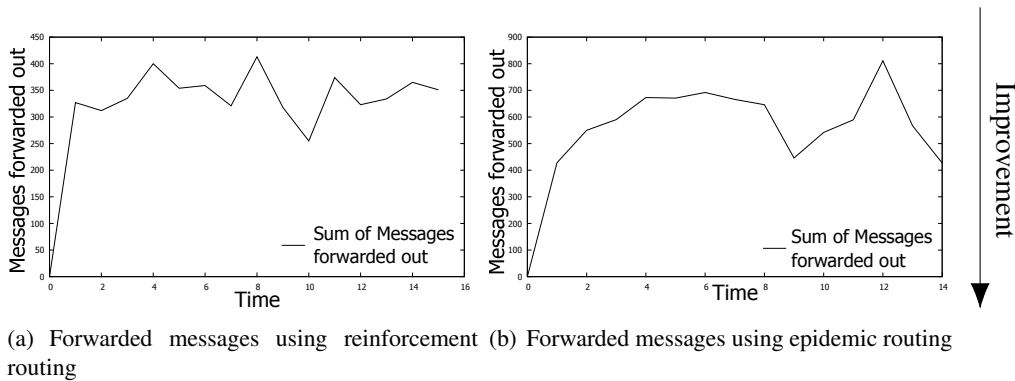 450
400
350
300
250
200
150
100
50
0
0 2 4 6 8 10 12 14 16
Messages forwarded out
Time
Sum of Messages
forwarded out
900
800
700
600
500
400
300
200
100
0
0 2 4 6 8 10 12 14
Messages forwarded out
Time
Sum of Messages
forwarded out
Improvement
(a) Forwarded messages using reinforcement
routing
(b) Forwarded messages using epidemic routing